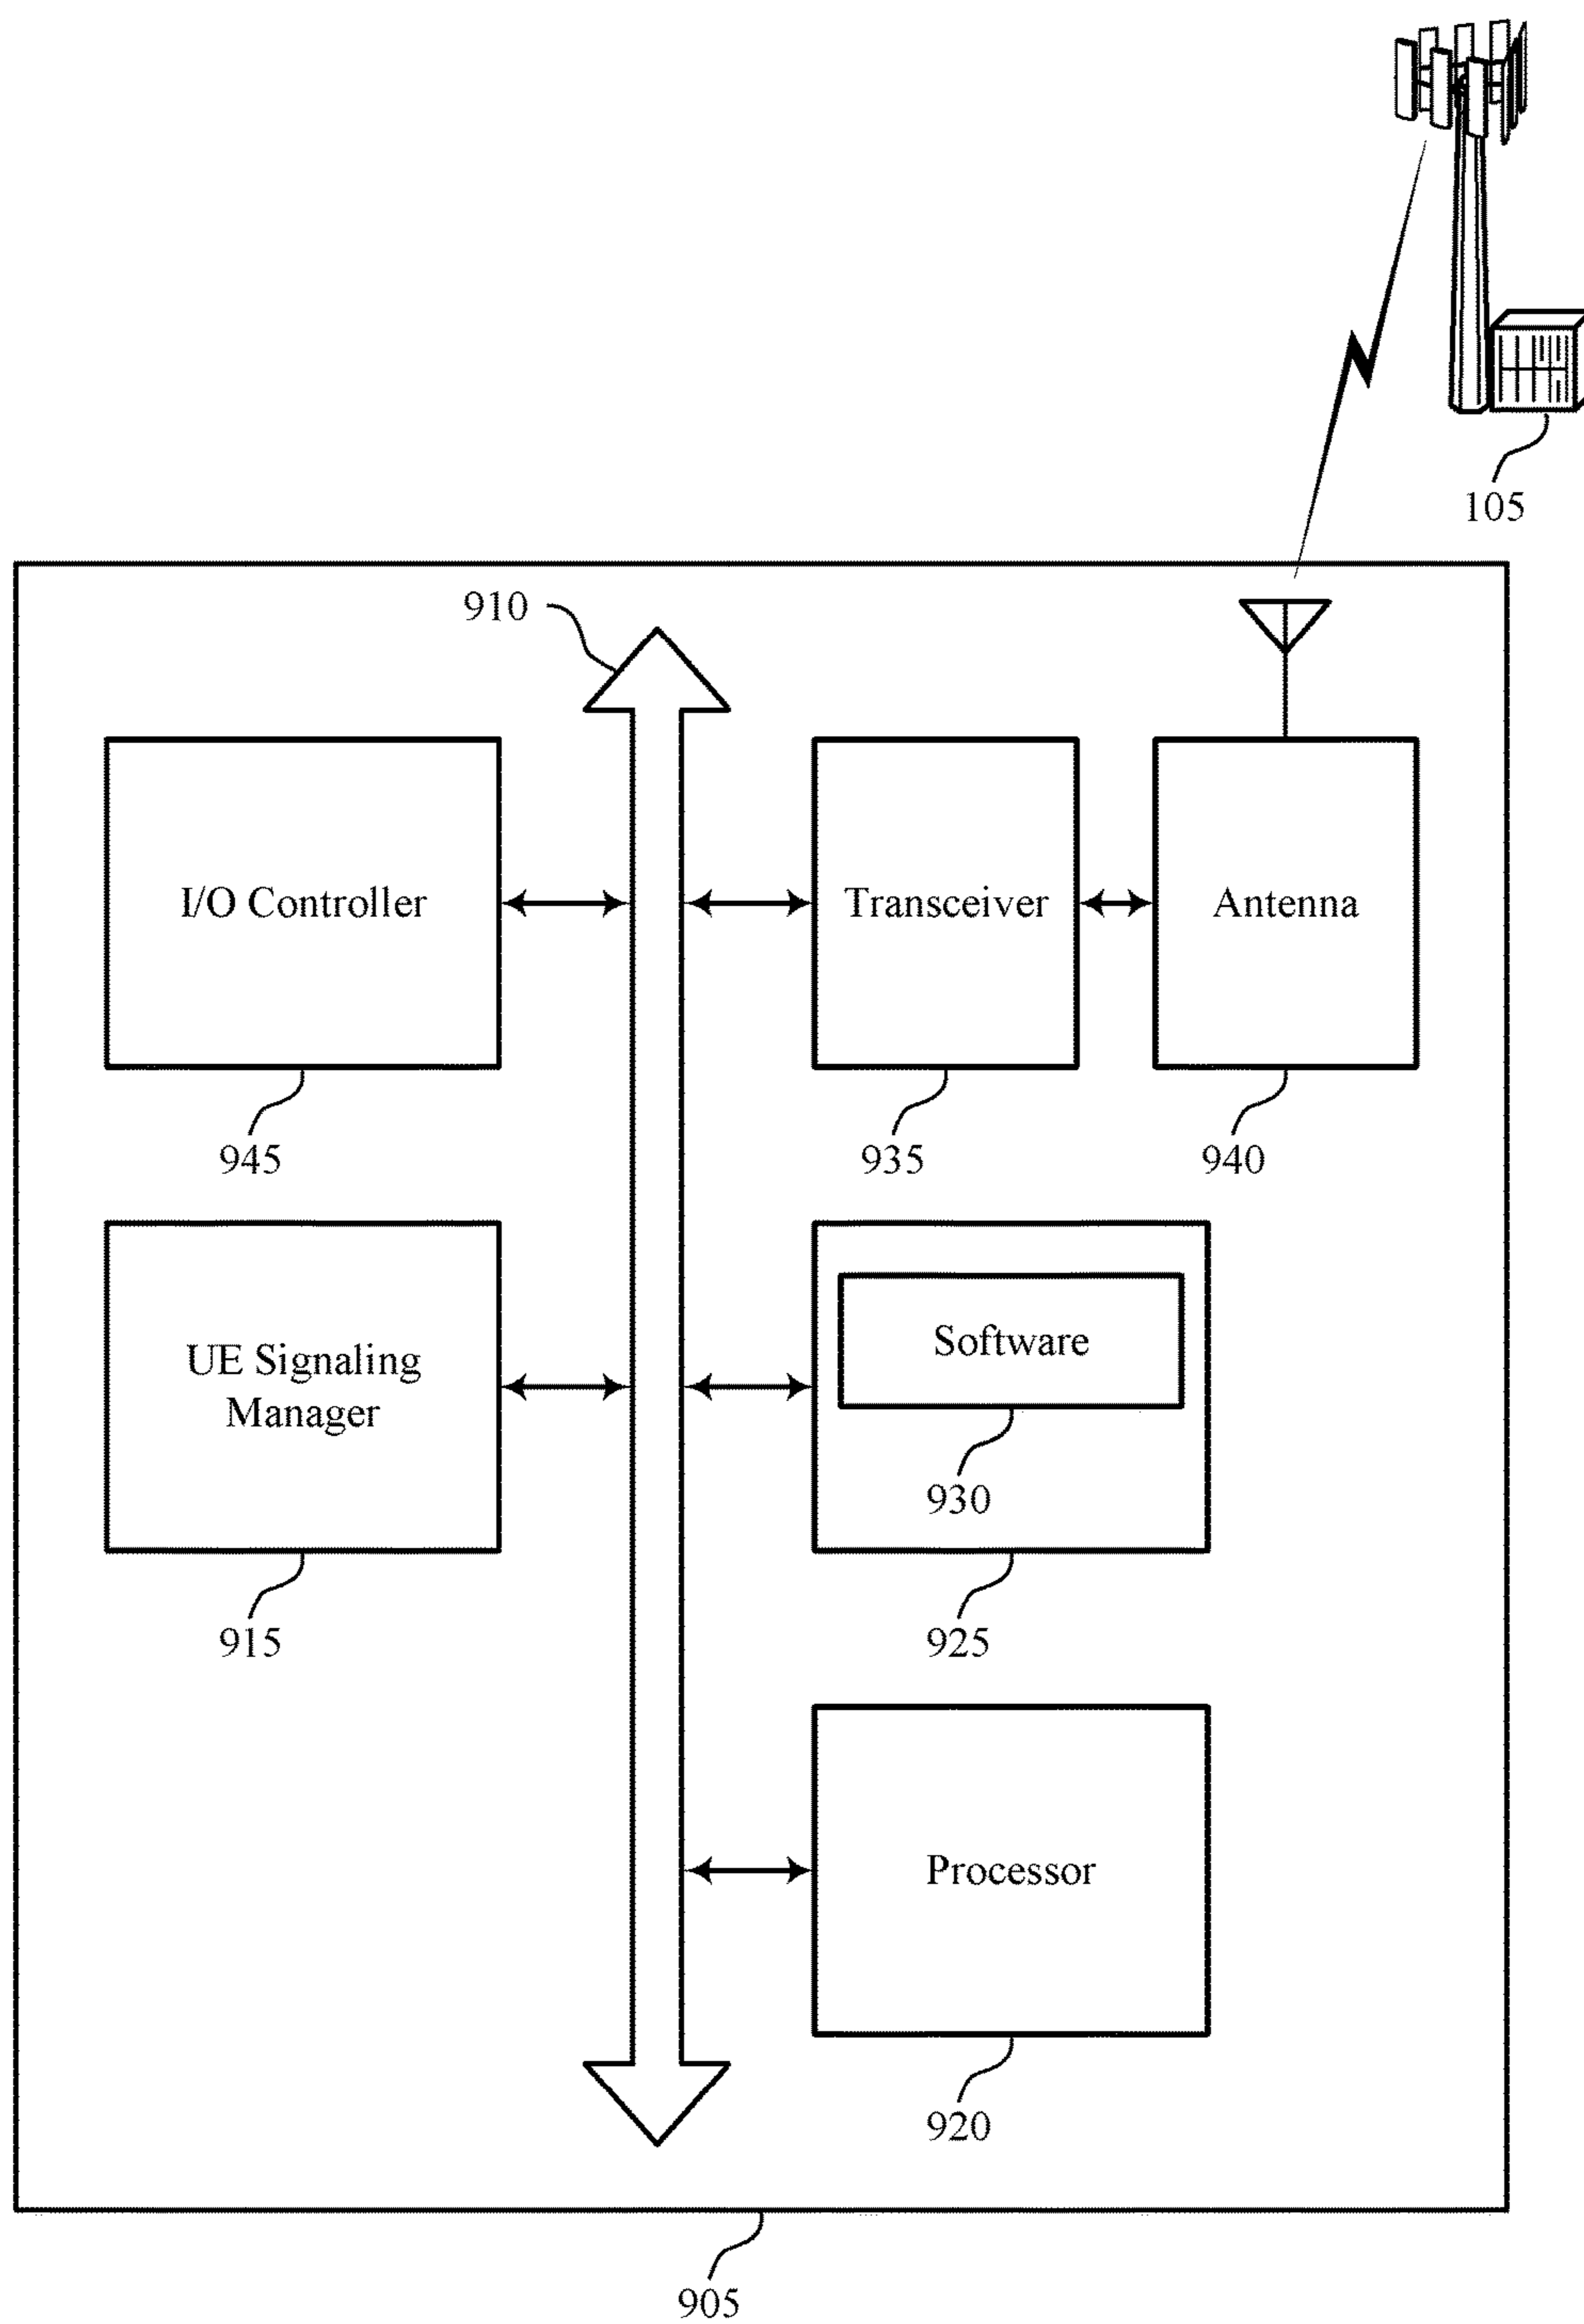 105
910
I/O Controller
Transceiver
Antenna
945
935
940
UE Signaling
Manager
Software
930
915
925
Processor
920
905